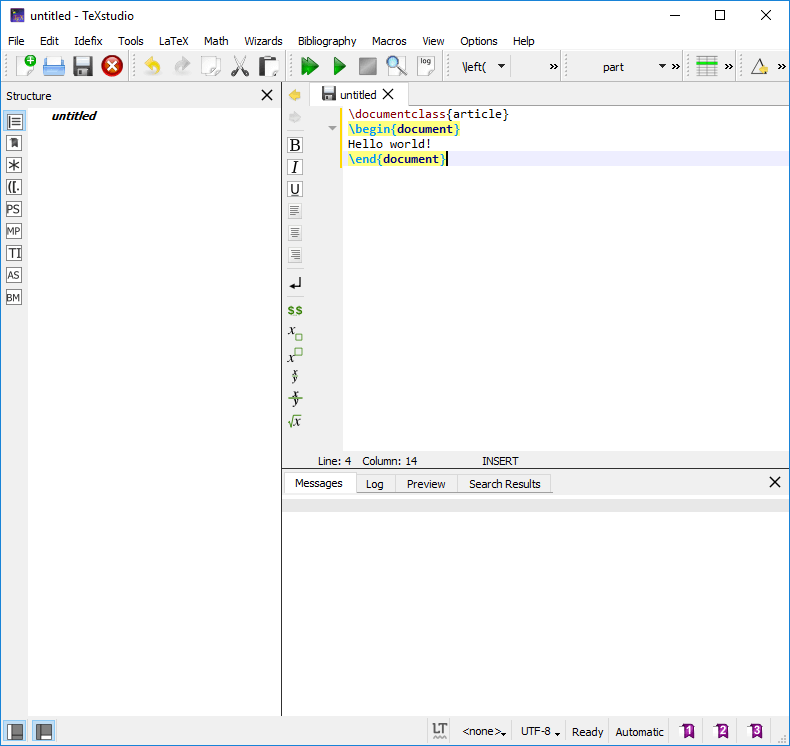 untitled - TeXstudio
File Edit Idefix Tools LaTeX Math Wizards Bibliography Macros View Options Help
log \left( » part » » »
Structure
untitled
untitled
\documentclass{article}
\begin{document}
Hello world!
\end{document}
B
I
U
([.
PS
MP
TI
AS
BM
$$
x
x
x
y
x
y
√x
Line: 4 Column: 14 INSERT
Messages Log Preview Search Results
LT <none> UTF-8 Ready Automatic 1 2 3